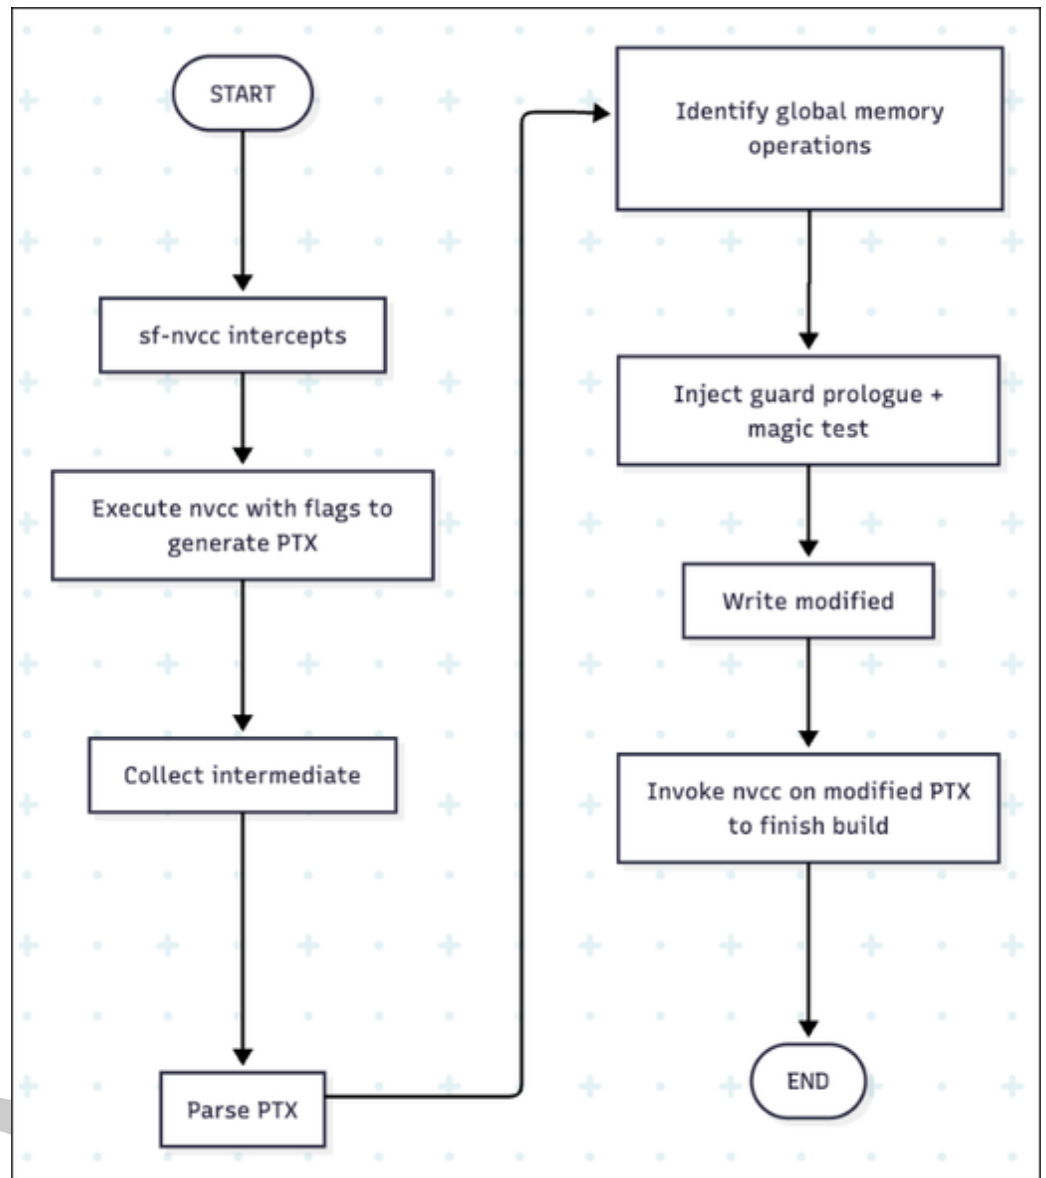 START
sf-nvcc intercepts
Execute nvcc with flags to
generate PTX
Collect intermediate
Parse PTX
Identify global memory
operations
Inject guard prologue +
magic test
Write modified
Invoke nvcc on modified PTX
to finish build
END